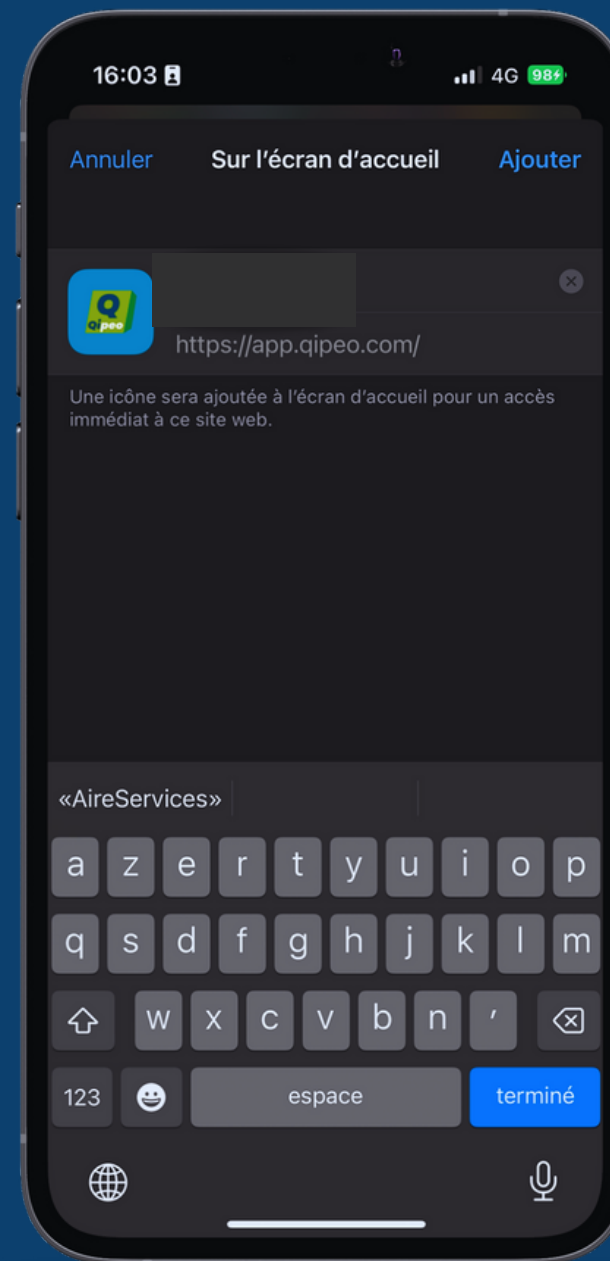 16:03
4G 98
Annuler Sur l'écran d'accueil Ajouter
Q
Qipeo
https://app.qipeo.com/
Une icône sera ajoutée à l'écran d'accueil pour un accès
immédiat à ce site web.
«AireServices»
a z e r t y u i o p
q s d f g h j k l m
w x c v b n '
123 espace terminé